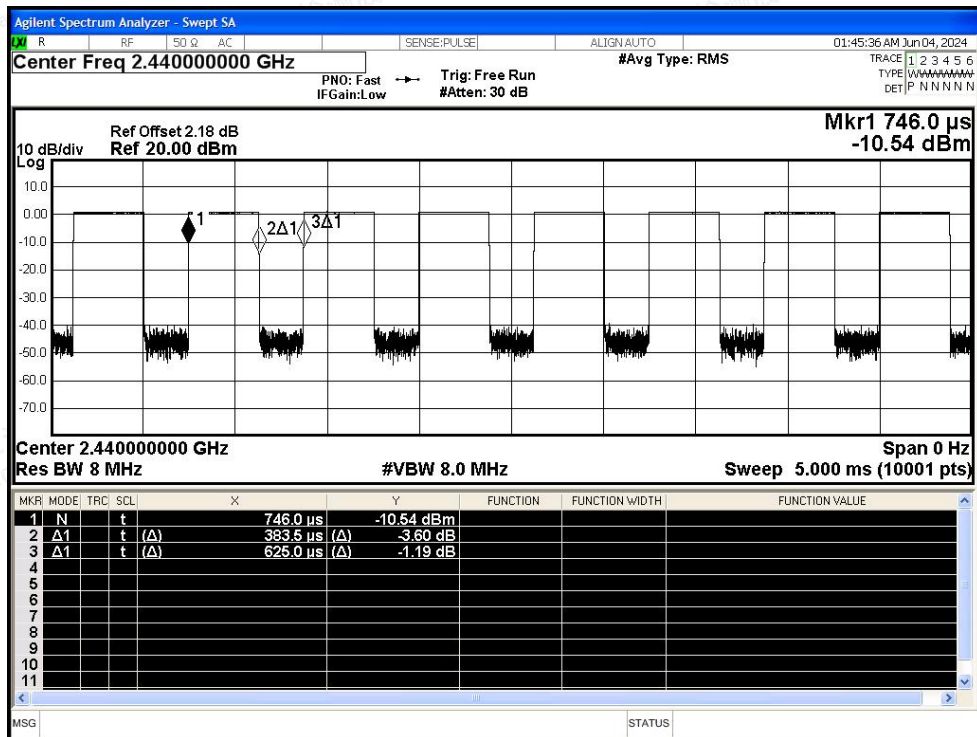 Agilent Spectrum Analyzer - Swept SA
LXI R RF 50 Ω AC SENSE:PULSE ALIGN AUTO 01:45:36 AM Jun 04, 2024
Center Freq 2.440000000 GHz #Avg Type: RMS TRACE 1 2 3 4 5 6
PNO: Fast Trig: Free Run TYPE WWWWWW
IFGain:Low #Atten: 30 dB DET P N N N N N
Mkr1 746.0 µs
Ref Offset 2.18 dB
10 dB/div Ref 20.00 dBm -10.54 dBm
Log
10.0
0.00
1 2Δ1 3Δ1
-10.0
-20.0
-30.0
-40.0
-50.0
-60.0
-70.0
Center 2.440000000 GHz Span 0 Hz
Res BW 8 MHz #VBW 8.0 MHz Sweep 5.000 ms (10001 pts)
MKR MODE TRC SCL X Y FUNCTION FUNCTION WIDTH FUNCTION VALUE
1 N t 746.0 µs -10.54 dBm
2 Δ1 t (Δ) 383.5 µs (Δ) -3.60 dB
3 Δ1 t (Δ) 625.0 µs (Δ) -1.19 dB
4
5
6
7
8
9
10
11
MSG STATUS